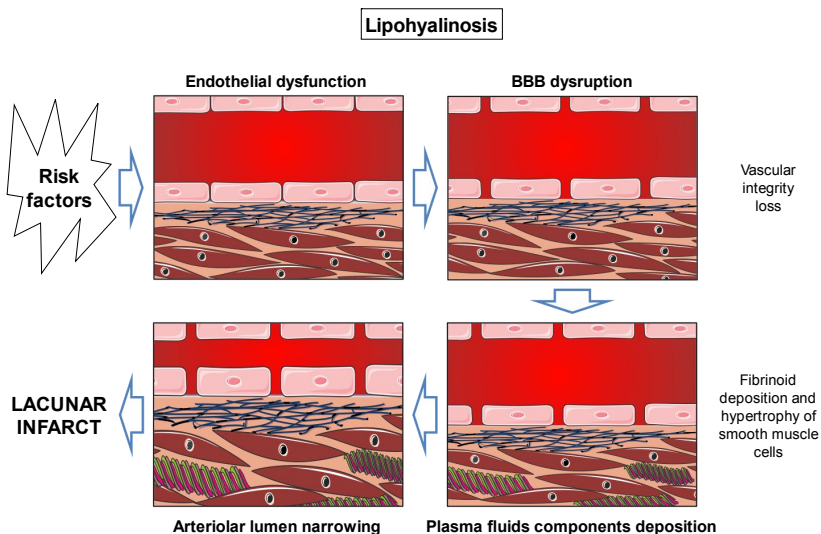 Lipohyalinosis
Endothelial dysfunction
BBB dysruption
Risk
factors
Vascular
integrity
loss
LACUNAR
INFARCT
Fibrinoid
deposition and
hypertrophy of
smooth muscle
cells
Arteriolar lumen narrowing
Plasma fluids components deposition